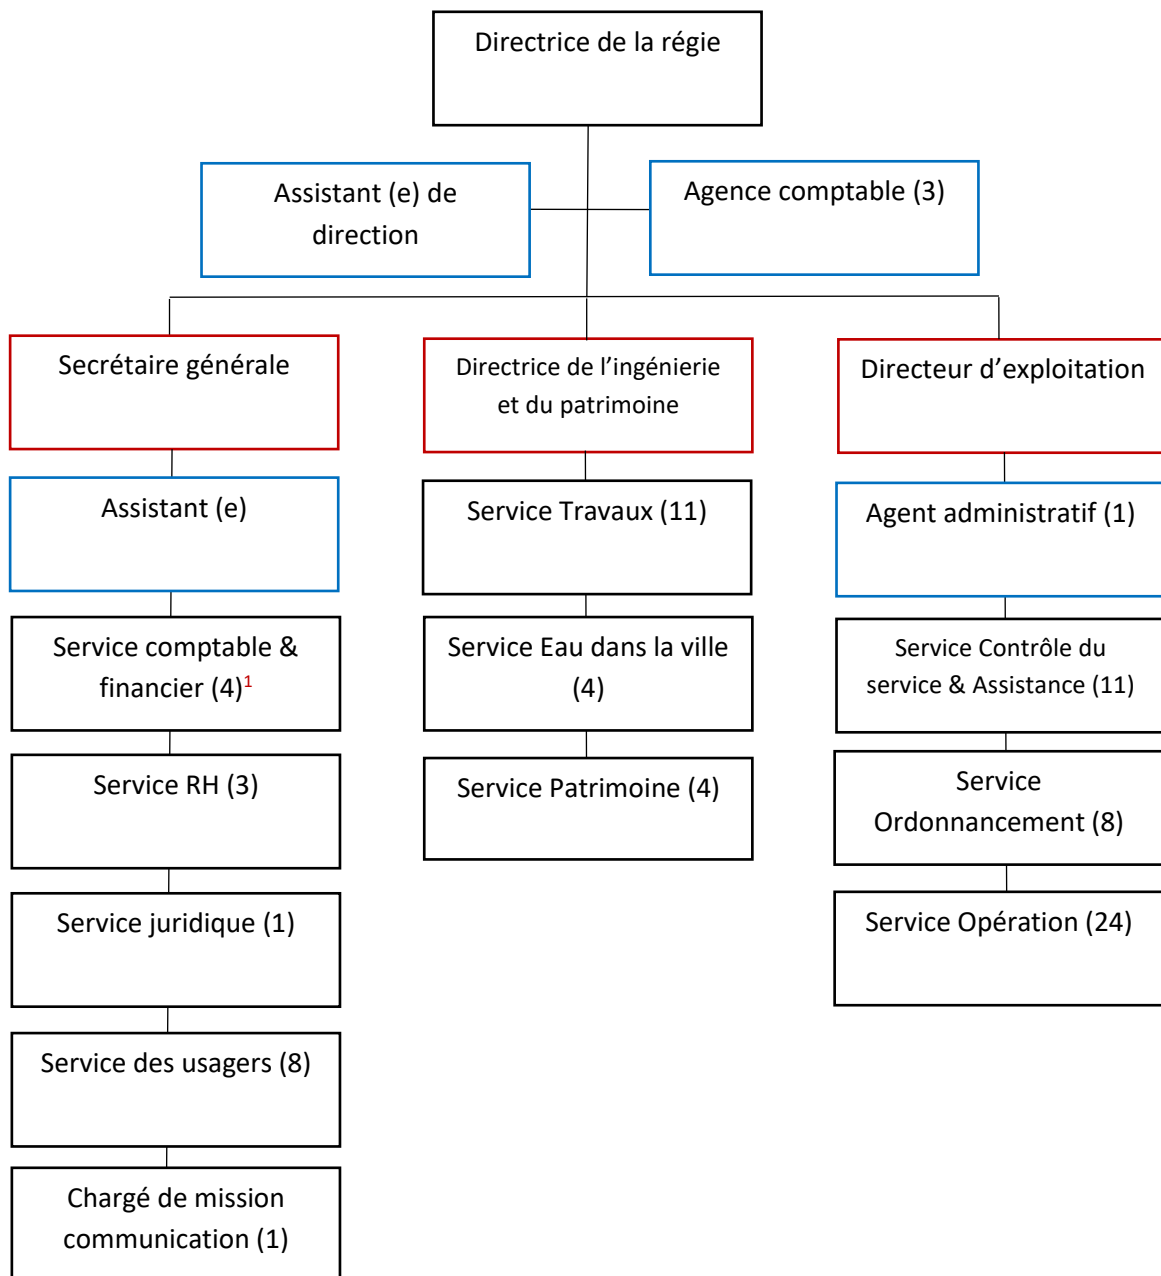 Directrice de la régie
Assistant (e) de
direction
Agence comptable (3)
Secrétaire générale
Directrice de l’ingénierie
et du patrimoine
Directeur d’exploitation
Assistant (e)
Service Travaux (11)
Agent administratif (1)
Service comptable &
financier (4)1
Service Eau dans la ville
(4)
Service Contrôle du
service & Assistance (11)
Service RH (3)
Service Patrimoine (4)
Service
Ordonnancement (8)
Service juridique (1)
Service Opération (24)
Service des usagers (8)
Chargé de mission
communication (1)